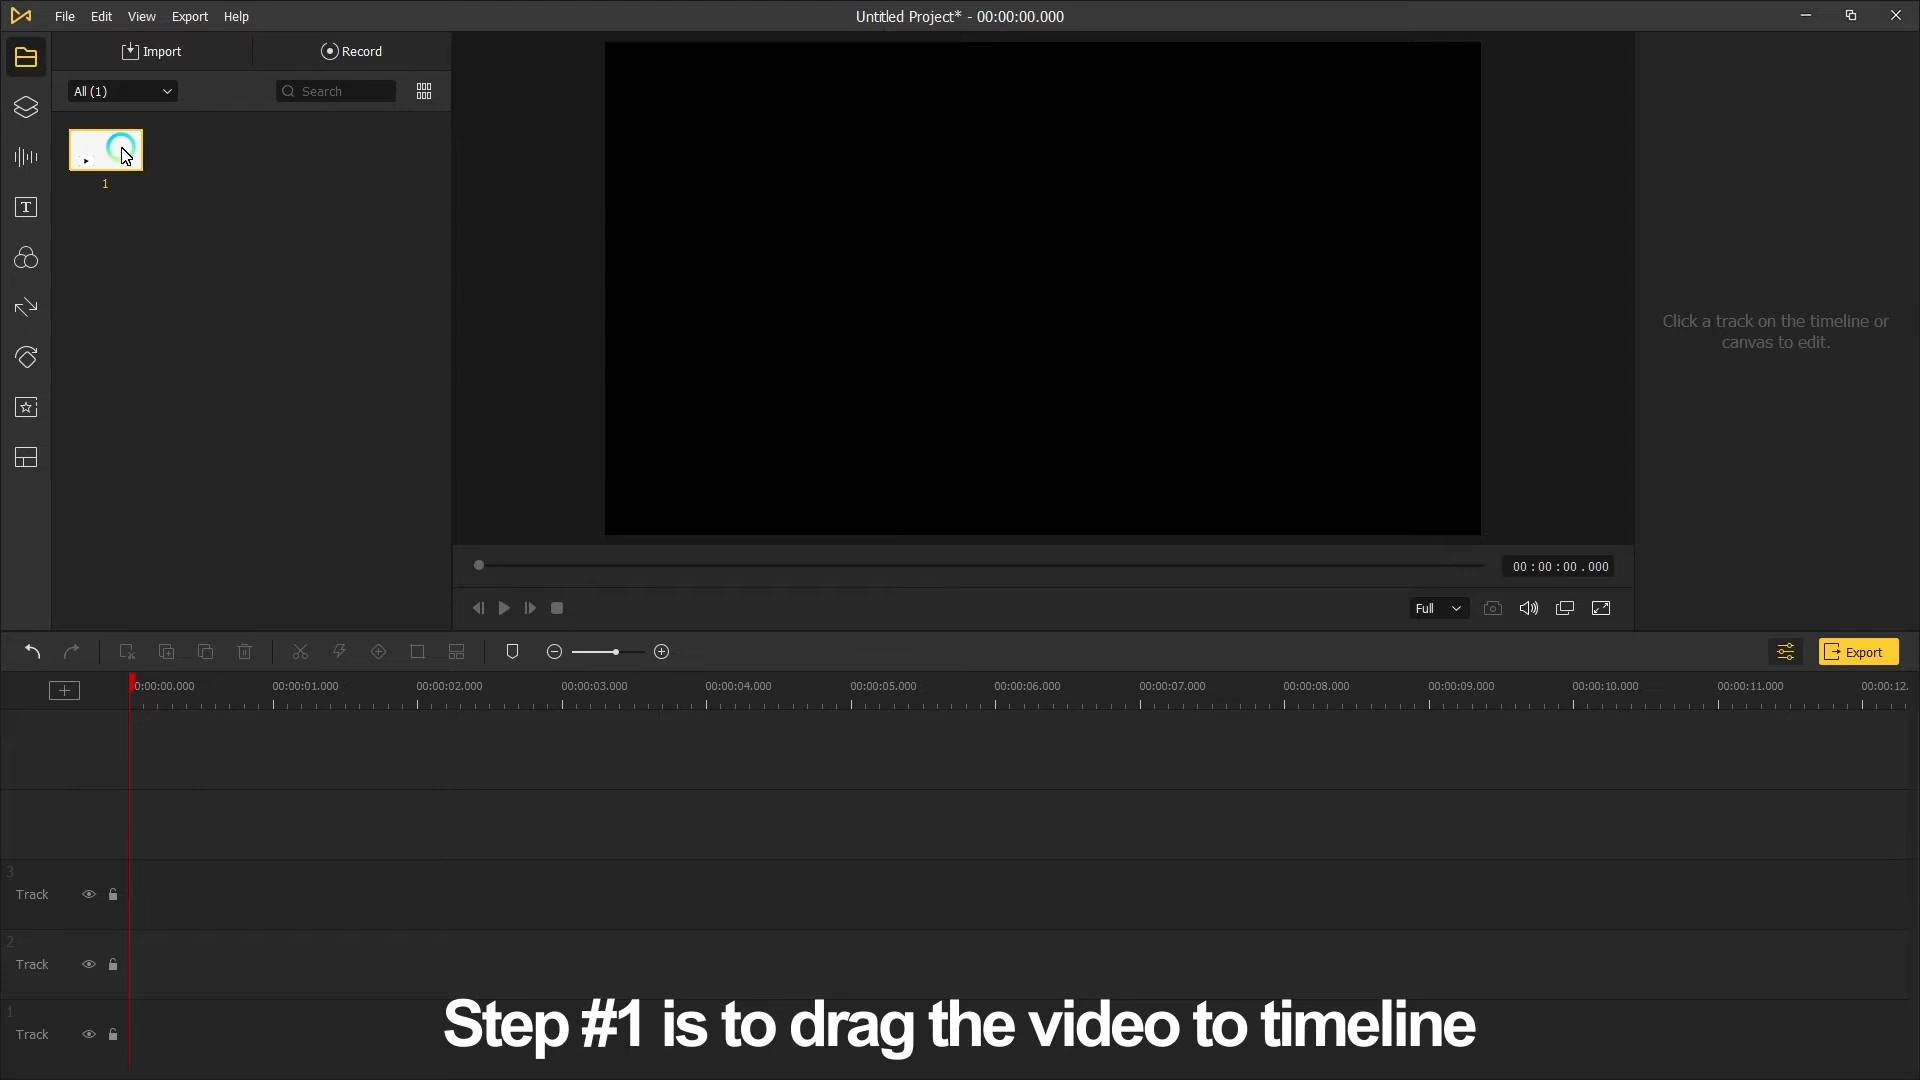 File Edit View Export Help
Untitled Project* - 00:00:00.000
Import
Record
All (1)
Search
1
Click a track on the timeline or
canvas to edit.
00 : 00 : 00 . 000
Full
Export
0:00:00.000 00:00:01.000 00:00:02.000 00:00:03.000 00:00:04.000 00:00:05.000 00:00:06.000 00:00:07.000 00:00:08.000 00:00:09.000 00:00:10.000 00:00:11.000 00:00:12.
3
Track
2
Track
1
Track
Step #1 is to drag the video to timeline